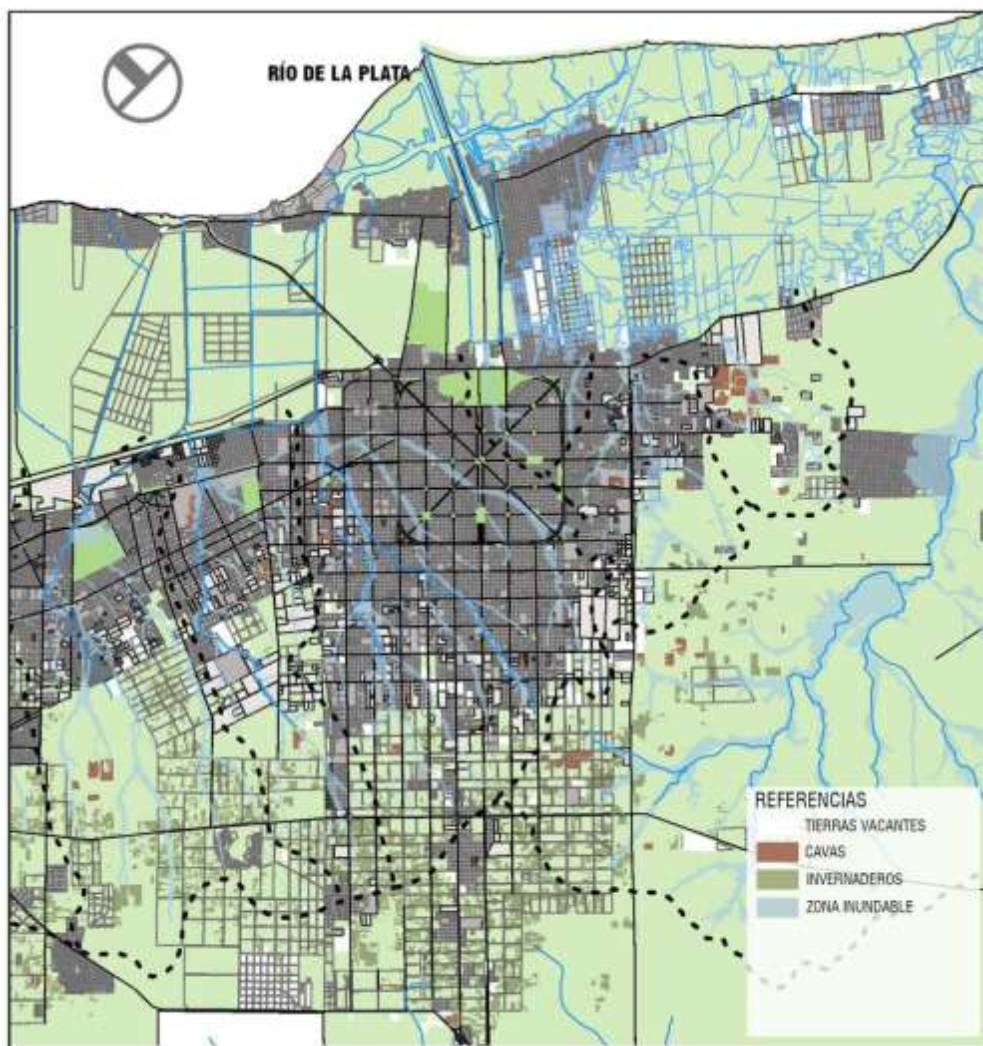 RÍO DE LA PLATA
REFERENCIAS
TIERRAS VACANTES
CAVAS
INVERNADEROS
ZONA INUNDABLE